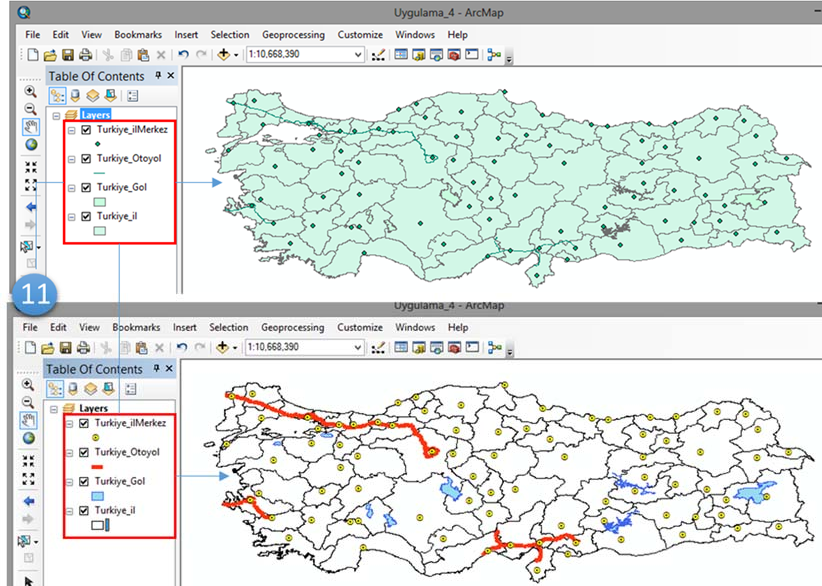 Uygulama_4 - ArcMap
File Edit View Bookmarks Insert Selection Geoprocessing Customize Windows Help
1:10,668,390
Table Of Contents
Layers
Turkiye_ilMerkez
Turkiye_Otoyol
Turkiye_Gol
Turkiye_il
11
Uygulama_4 - ArcMap
File Edit View Bookmarks Insert Selection Geoprocessing Customize Windows Help
1:10,668,390
Table Of Contents
Layers
Turkiye_ilMerkez
Turkiye_Otoyol
Turkiye_Gol
Turkiye_il